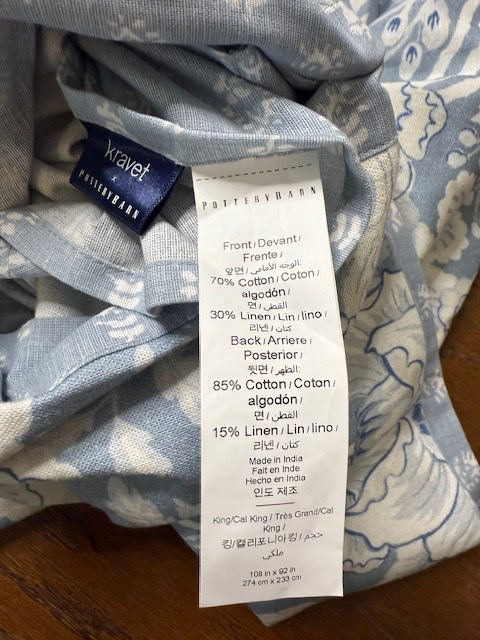 kravet
x
POTTERY BARN
POTTERY BARN
Front / Devant /
Frente /
앞면 / الوجه الأمامي:
70% Cotton / Coton /
algodón /
면 / القطن
30% Linen / Lin / lino /
리넨 / كتان
Back / Arriere /
Posterior /
뒷면 / الظهر:
85% Cotton / Coton /
algodón /
면 / القطن
15% Linen / Lin / lino /
리넨 / كتان
Made in India
Fait en Inde
Hecho en India
인도 제조
King/Cal King / Très Grand/Cal
King /
킹/캘리포니아킹 / حجم
ملكي
108 in x 92 in
274 cm x 233 cm